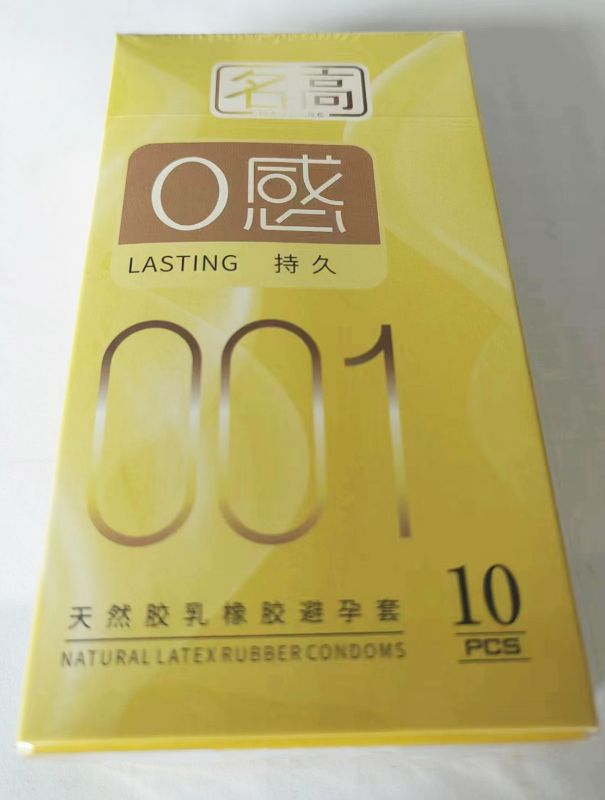 名高
0感
LASTING 持久
001
天然胶乳橡胶避孕套
NATURAL LATEX RUBBER CONDOMS
10
PCS